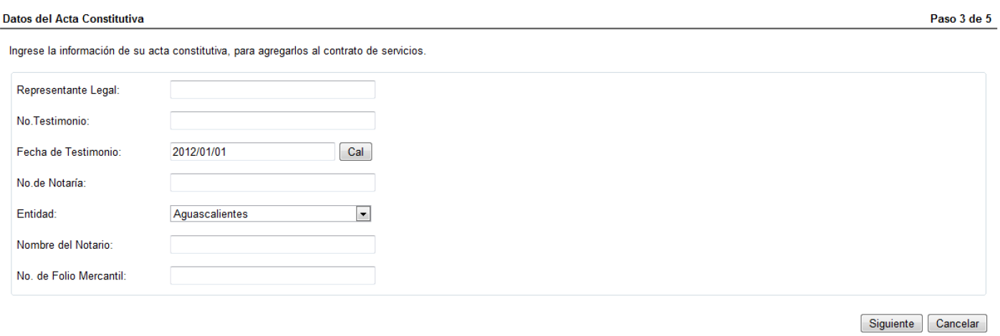 Datos del Acta Constitutiva Paso 3 de 5
Ingrese la información de su acta constitutiva, para agregarlos al contrato de servicios.
Representante Legal:
No.Testimonio:
Fecha de Testimonio: 2012/01/01 Cal
No.de Notaría:
Entidad: Aguascalientes
Nombre del Notario:
No. de Folio Mercantil:
Siguiente Cancelar